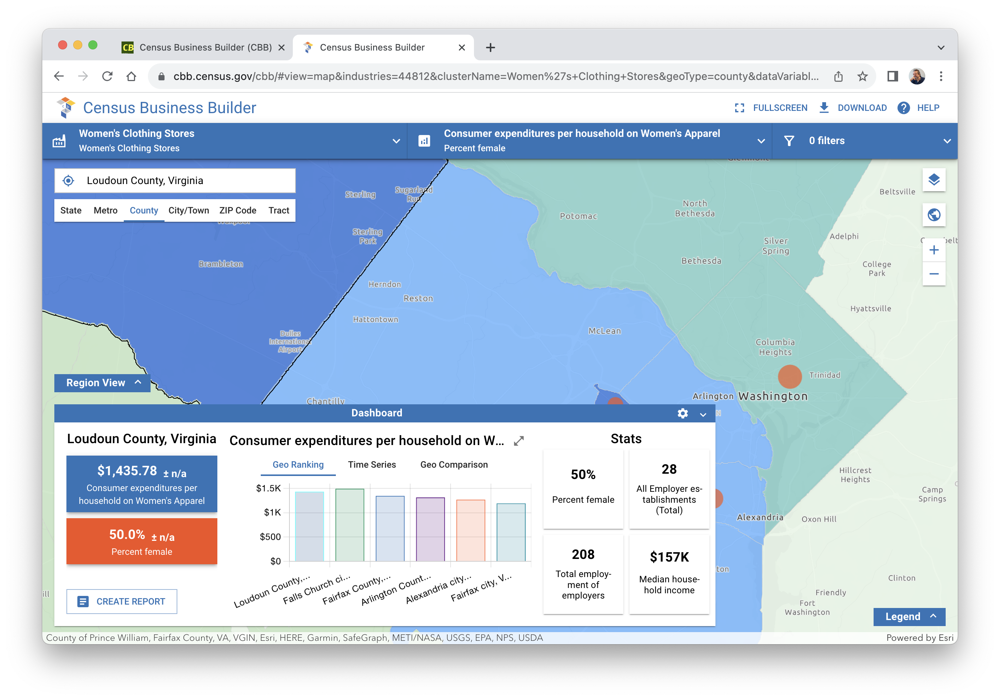 CB Census Business Builder (CBB)
Census Business Builder
cbb.census.gov/cbb/#view=map&industries=44812&clusterName=Women%27s+Clothing+Stores&geoType=county&dataVariabl...
Census Business Builder
FULLSCREEN
DOWNLOAD
HELP
Women's Clothing Stores
Women's Clothing Stores
Consumer expenditures per household on Women's Apparel
Percent female
0 filters
Loudoun County, Virginia
State Metro County City/Town ZIP Code Tract
Sterling
Sugarland
Run
Sterling
Park
Brambleton
Herndon
Reston
Hattontown
Dulles
International
Airport
Chantilly
Potomac
North
Bethesda
Silver
Spring
Bethesda
McLean
Columbia
Heights
Trinidad
Arlington
Washington
Beltsville
Adelphi
College
Park
Hyattsville
Hillcrest
Heights
Camp
Springs
Alexandria
Oxon Hill
Clinton
Friendly
Fort
Washington
Region View
Dashboard
Loudoun County, Virginia
$1,435.78 ± n/a
Consumer expenditures per
household on Women's Apparel
50.0% ± n/a
Percent female
CREATE REPORT
Consumer expenditures per household on W...
Geo Ranking Time Series Geo Comparison
$1.5K
$1K
$500
$0
Loudoun County,...
Falls Church ci...
Fairfax County,...
Arlington Count...
Alexandria city...
Fairfax city, V...
Stats
50%
Percent female
28
All Employer es-
tablishments
(Total)
208
Total employ-
ment of
employers
$157K
Median house-
hold income
Legend
County of Prince William, Fairfax County, VA, VGIN, Esri, HERE, Garmin, SafeGraph, METI/NASA, USGS, EPA, NPS, USDA
Powered by Esri